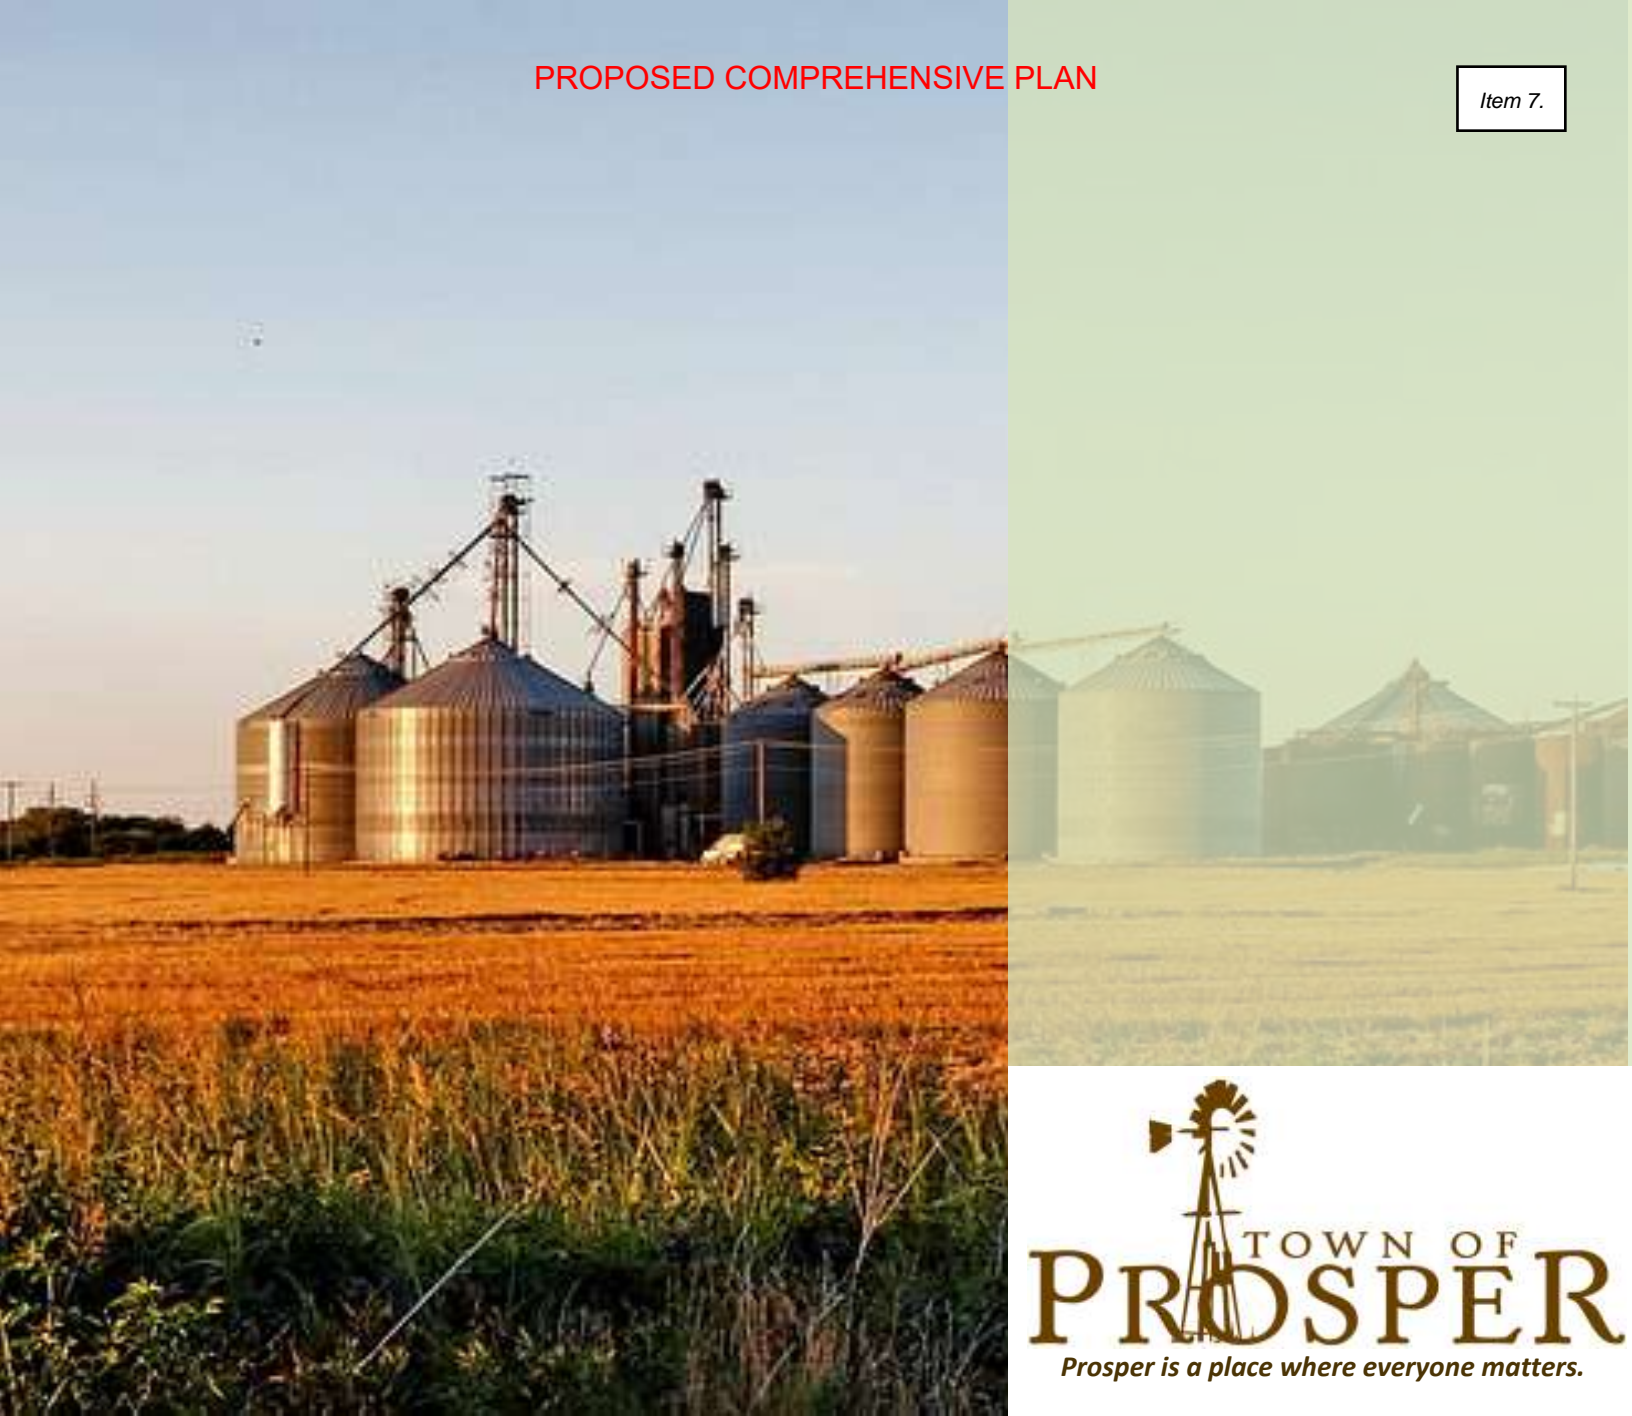 PROPOSED COMPREHENSIVE PLAN
Item 7.
TOWN OF
PROSPER
Prosper is a place where everyone matters.